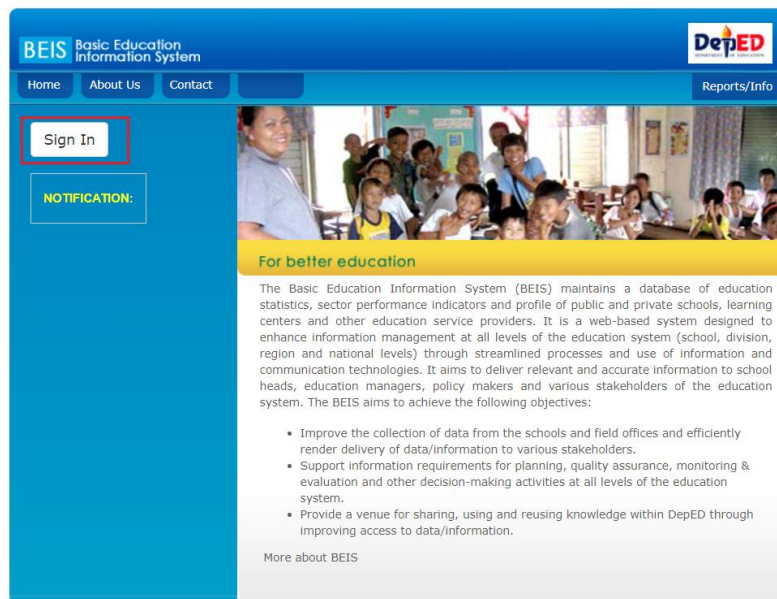 BEIS Basic Education
Information System
DepED
DEPARTMENT OF EDUCATION
Home About Us Contact Reports/Info
Sign In
NOTIFICATION:
For better education
The Basic Education Information System (BEIS) maintains a database of education
statistics, sector performance indicators and profile of public and private schools, learning
centers and other education service providers. It is a web-based system designed to
enhance information management at all levels of the education system (school, division,
region and national levels) through streamlined processes and use of information and
communication technologies. It aims to deliver relevant and accurate information to school
heads, education managers, policy makers and various stakeholders of the education
system. The BEIS aims to achieve the following objectives:
• Improve the collection of data from the schools and field offices and efficiently
render delivery of data/information to various stakeholders.
• Support information requirements for planning, quality assurance, monitoring &
evaluation and other decision-making activities at all levels of the education
system.
• Provide a venue for sharing, using and reusing knowledge within DepED through
improving access to data/information.
More about BEIS